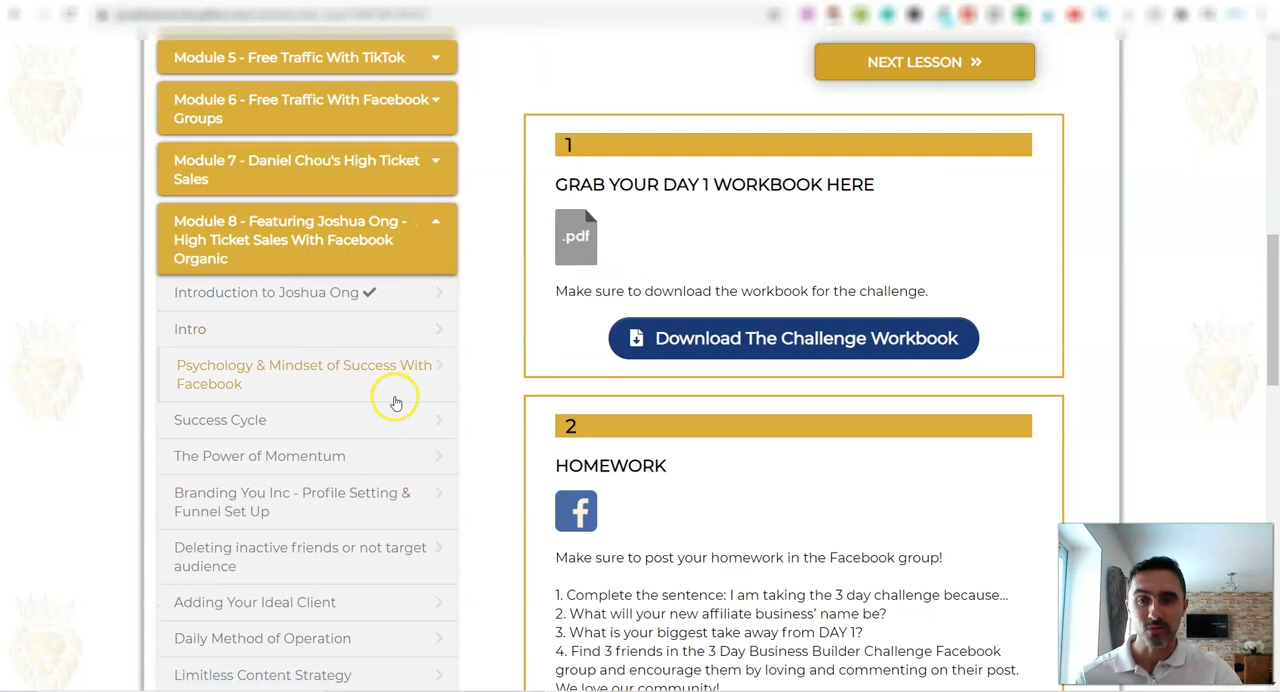 Module 5 - Free Traffic With TikTok
Module 6 - Free Traffic With Facebook
Groups
Module 7 - Daniel Chou's High Ticket
Sales
Module 8 - Featuring Joshua Ong -
High Ticket Sales With Facebook
Organic
Introduction to Joshua Ong
Intro
Psychology & Mindset of Success With
Facebook
Success Cycle
The Power of Momentum
Branding You Inc - Profile Setting &
Funnel Set Up
Deleting inactive friends or not target
audience
Adding Your Ideal Client
Daily Method of Operation
Limitless Content Strategy
NEXT LESSON »
1
GRAB YOUR DAY 1 WORKBOOK HERE
.pdf
Make sure to download the workbook for the challenge.
Download The Challenge Workbook
2
HOMEWORK
f
Make sure to post your homework in the Facebook group!
1. Complete the sentence: I am taking the 3 day challenge because...
2. What will your new affiliate business' name be?
3. What is your biggest take away from DAY 1?
4. Find 3 friends in the 3 Day Business Builder Challenge Facebook
group and encourage them by loving and commenting on their post.
We love our community!